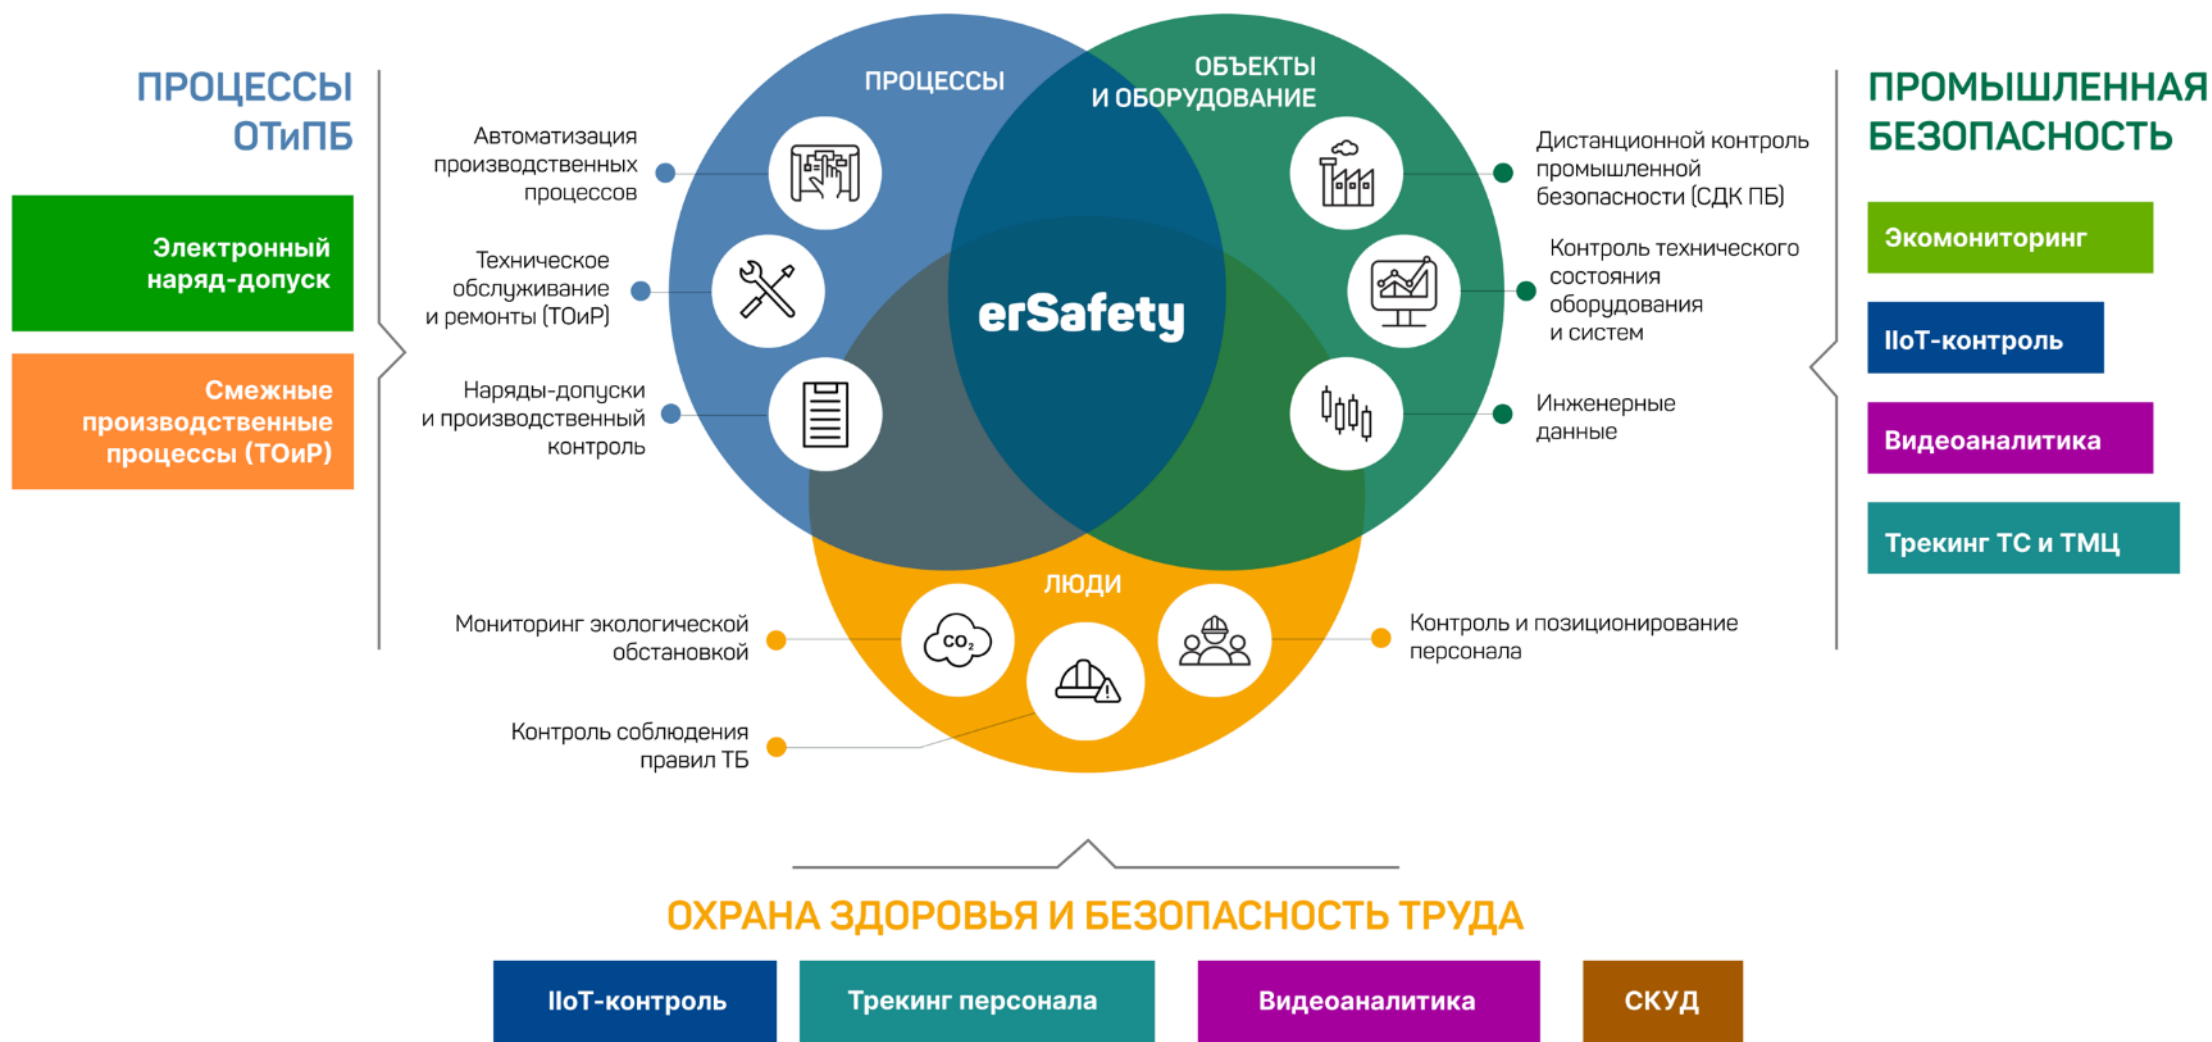 ПРОЦЕССЫ
ОТиПБ
Электронный
наряд-допуск
Смежные
производственные
процессы (ТОиР)
Автоматизация
производственных
процессов
Техническое
обслуживание
и ремонты (ТОиР)
Наряды-допуски
и производственный
контроль
ПРОЦЕССЫ
ОБЪЕКТЫ
И ОБОРУДОВАНИЕ
erSafety
ЛЮДИ
CO₂
Дистанционной контроль
промышленной
безопасности (СДК ПБ)
Контроль технического
состояния
оборудования
и систем
Инженерные
данные
Мониторинг экологической
обстановкой
Контроль соблюдения
правил ТБ
Контроль и позиционирование
персонала
ПРОМЫШЛЕННАЯ
БЕЗОПАСНОСТЬ
Экомониторинг
IIoT-контроль
Видеоаналитика
Трекинг ТС и ТМЦ
ОХРАНА ЗДОРОВЬЯ И БЕЗОПАСНОСТЬ ТРУДА
IIoT-контроль
Трекинг персонала
Видеоаналитика
СКУД